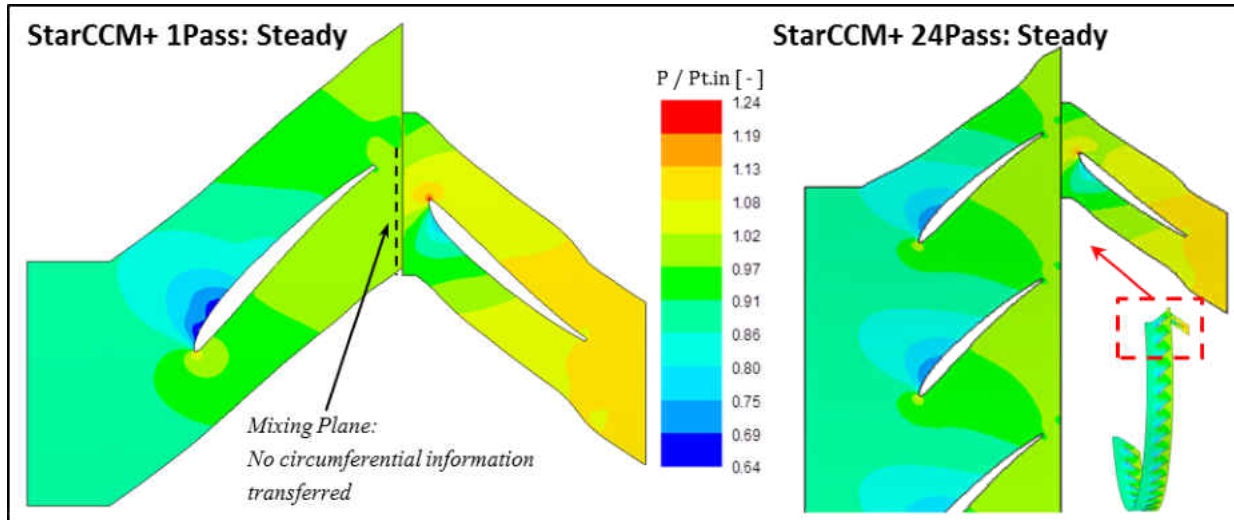 StarCCM+ 1Pass: Steady
StarCCM+ 24Pass: Steady
P / Pt.in [ - ]
1.24
1.19
1.13
1.08
1.02
0.97
0.91
0.86
0.80
0.75
0.69
0.64
Mixing Plane:
No circumferential information
transferred